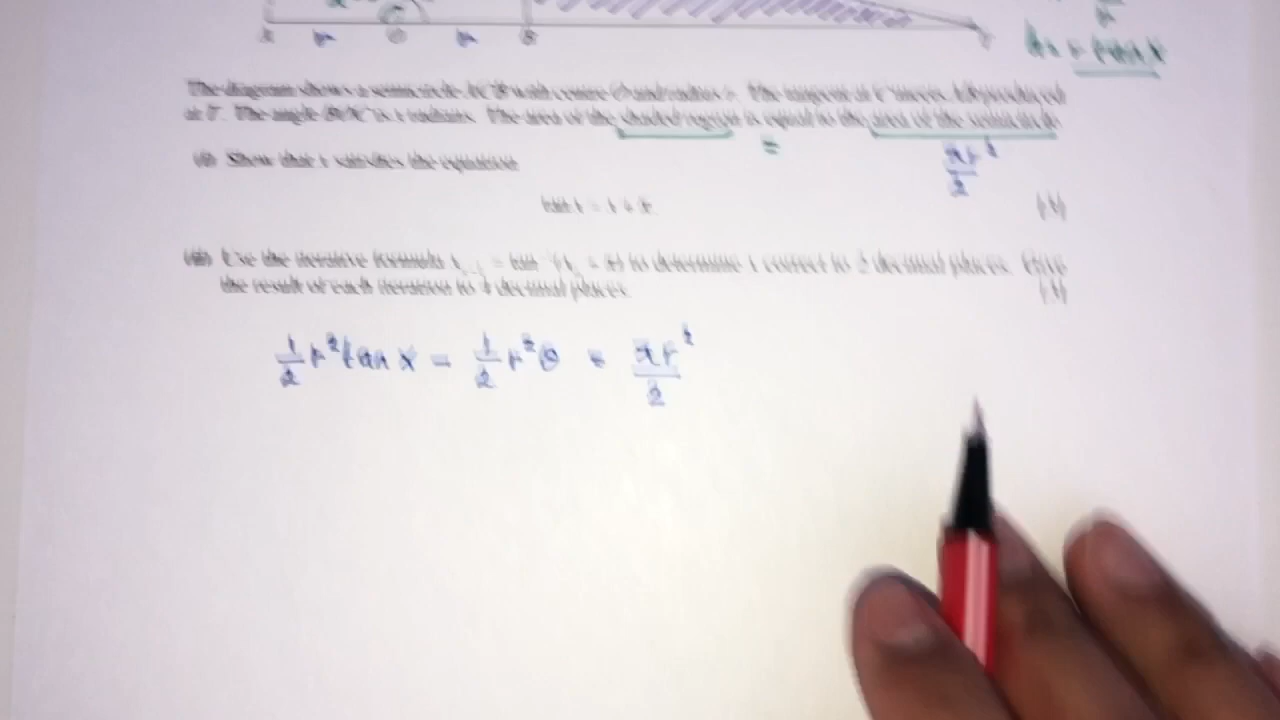 The diagram shows a semicircle ACB with centre O and radius r. The tangent at C meets AB produced
at T. The angle BOC is x radians. The area of the shaded region is equal to the area of the semicircle.
=
πr²/2
(i) Show that x satisfies the equation
tan x = x + π.
(ii) Use the iterative formula xₙ₊₁ = tan⁻¹(xₙ + π) to determine x correct to 2 decimal places. Give
the result of each iteration to 4 decimal places.
1/2 r² tan x - 1/2 r² θ = πr²/2